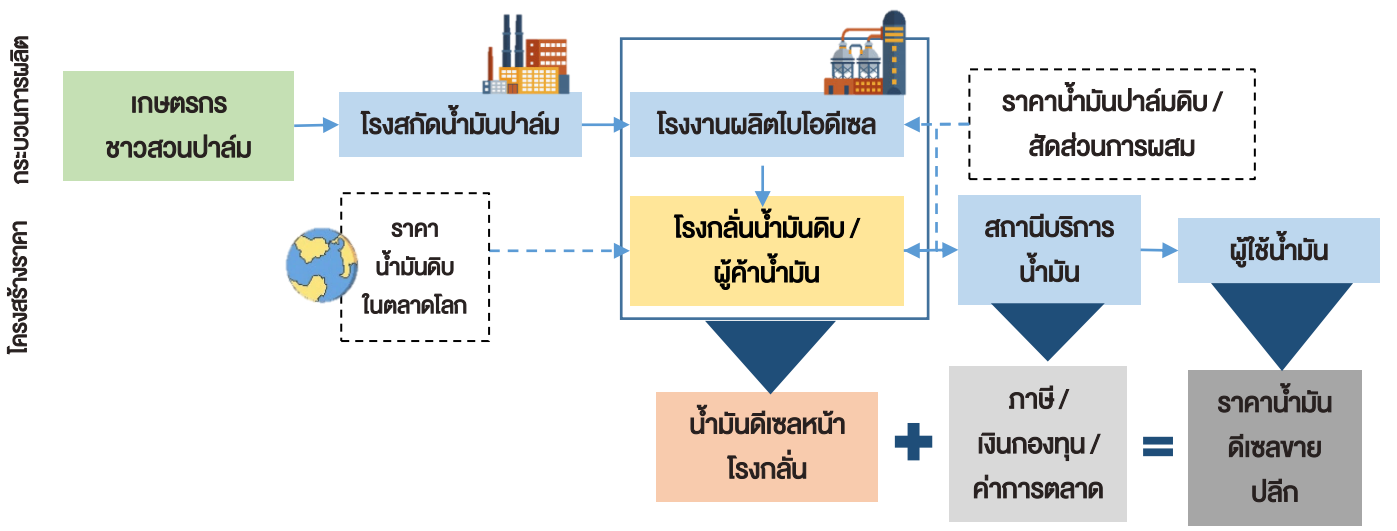 กระบวนการผลิต
เกษตรกร
ชาวสวนปาล์ม
โรงสกัดน้ำมันปาล์ม
โรงงานผลิตไบโอดีเซล
ราคาน้ำมันปาล์มดิบ /
สัดส่วนการผสม
โครงสร้างราคา
ราคา
น้ำมันดิบ
ในตลาดโลก
โรงกลั่นน้ำมันดิบ /
ผู้ค้าน้ำมัน
สถานีบริการ
น้ำมัน
ผู้ใช้น้ำมัน
น้ำมันดีเซลหน้า
โรงกลั่น
+
ภาษี /
เงินกองทุน /
ค่าการตลาด
=
ราคาน้ำมัน
ดีเซลขาย
ปลีก